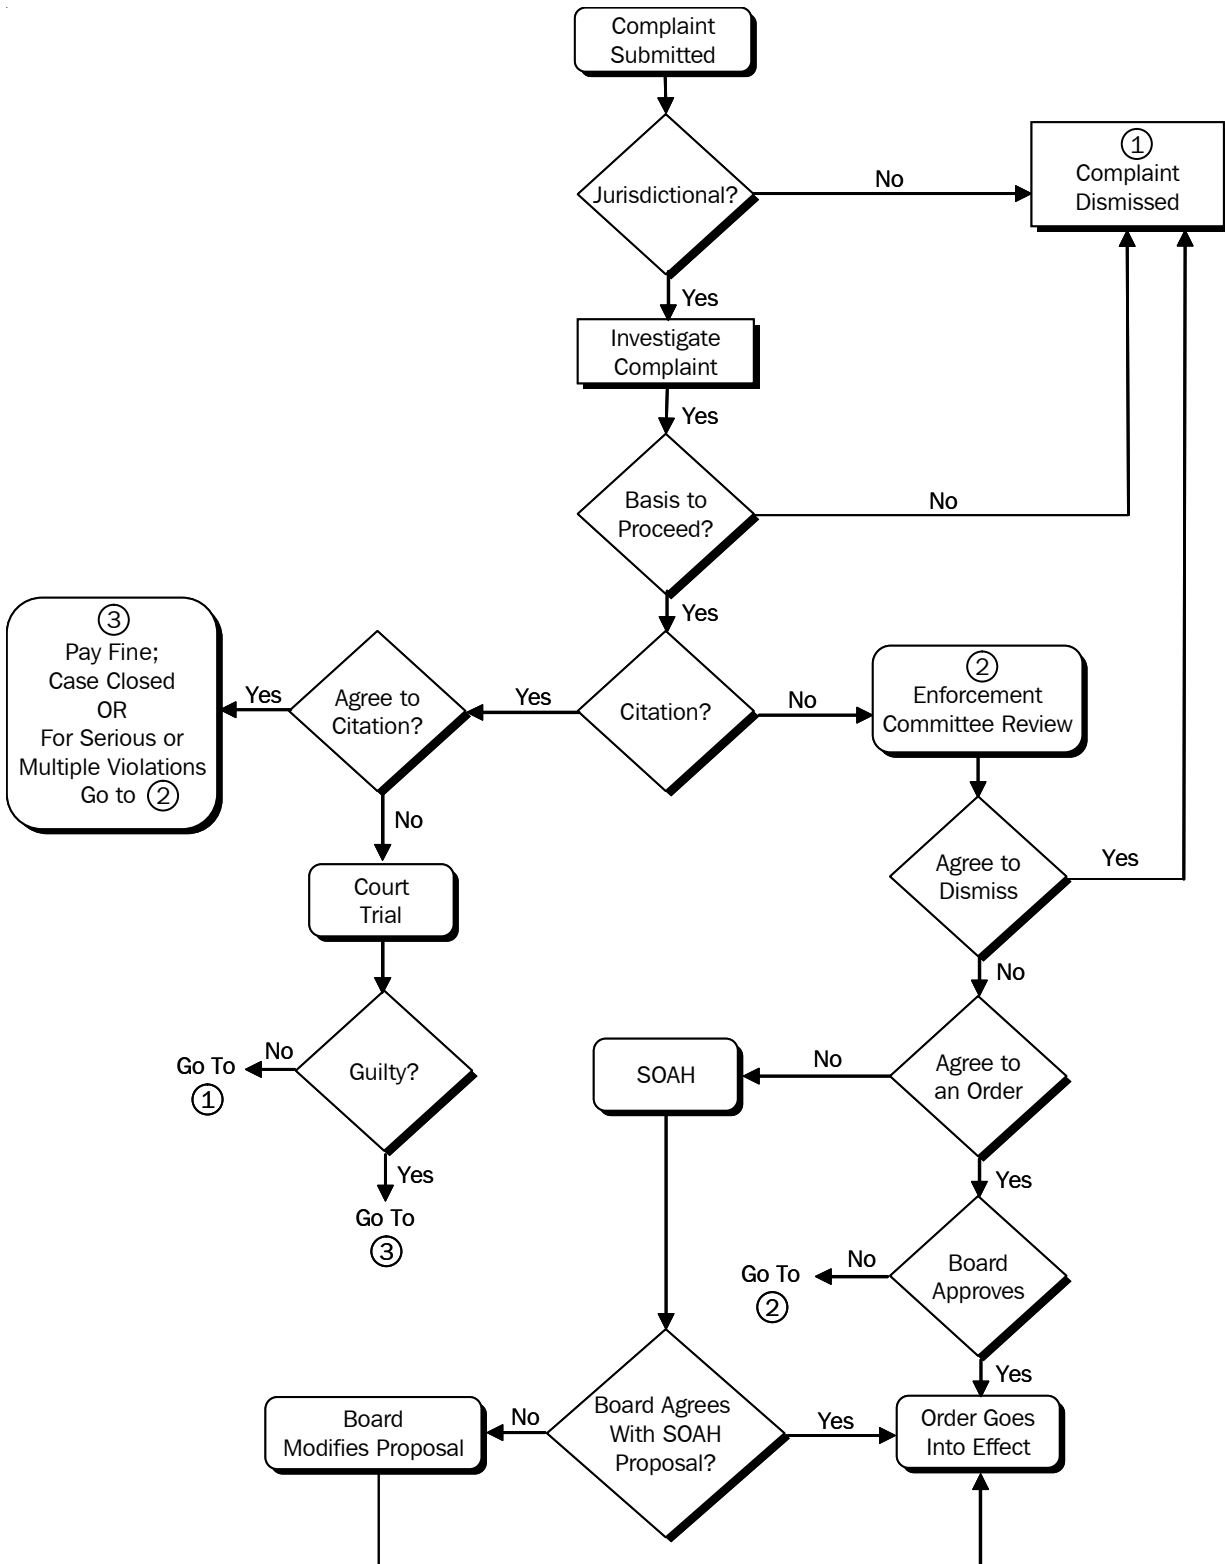 Complaint
Submitted
Jurisdictional?
No
①
Complaint
Dismissed
Yes
Investigate
Complaint
Yes
Basis to
Proceed?
No
Yes
③
Pay Fine;
Case Closed
OR
For Serious or
Multiple Violations
Go to ②
Yes
Agree to
Citation?
Yes
Citation?
No
②
Enforcement
Committee Review
No
Court
Trial
Agree to
Dismiss
Yes
No
Guilty?
No
Go To
①
Yes
Go To
③
SOAH
No
Agree to
an Order
Yes
Board
Approves
No
Go To
②
Yes
Board
Modifies Proposal
No
Board Agrees
With SOAH
Proposal?
Yes
Order Goes
Into Effect